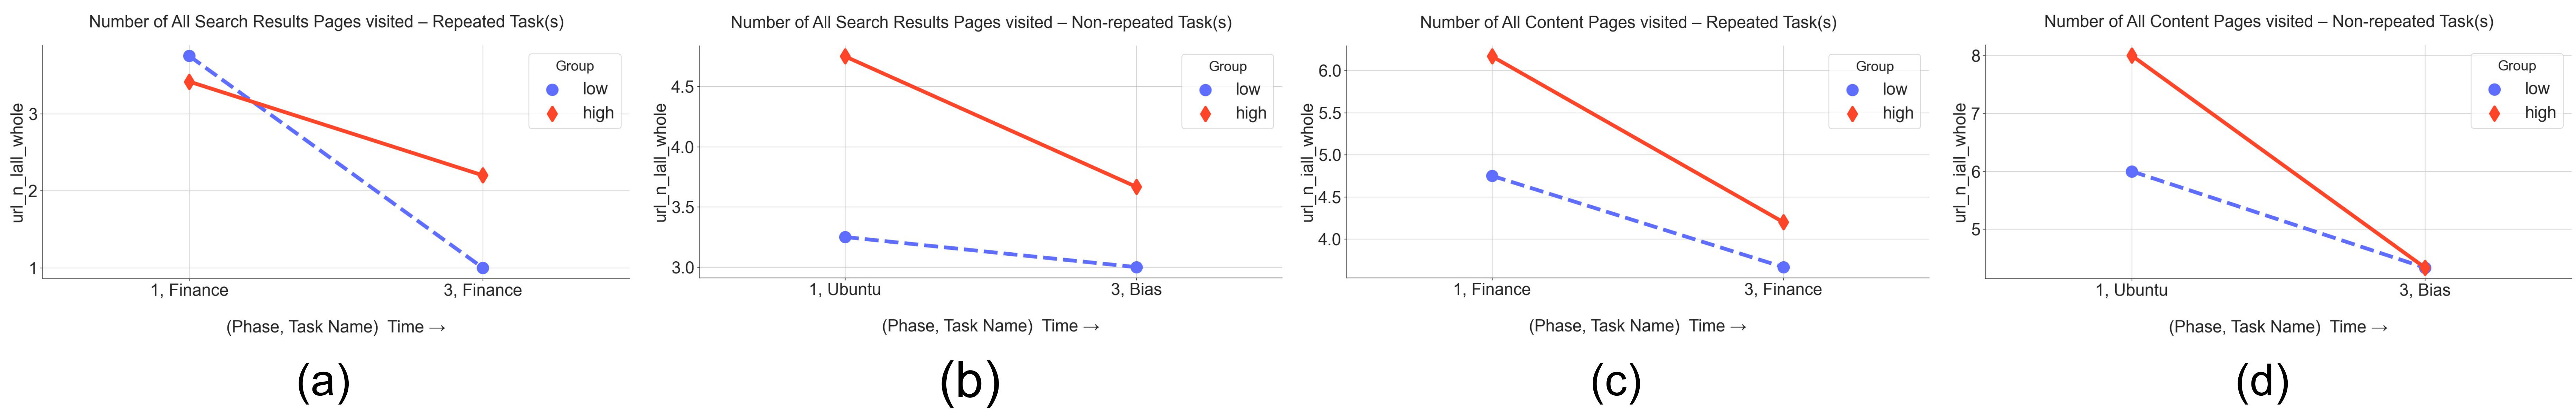 Number of All Search Results Pages visited – Repeated Task(s)
url_n_lall_whole
3
2
1
Group
low
high
1, Finance
3, Finance
(Phase, Task Name) Time →
(a)
Number of All Search Results Pages visited – Non-repeated Task(s)
url_n_lall_whole
4.5
4.0
3.5
3.0
Group
low
high
1, Ubuntu
3, Bias
(Phase, Task Name) Time →
(b)
Number of All Content Pages visited – Repeated Task(s)
url_n_iall_whole
6.0
5.5
5.0
4.5
4.0
Group
low
high
1, Finance
3, Finance
(Phase, Task Name) Time →
(c)
Number of All Content Pages visited – Non-repeated Task(s)
url_n_iall_whole
8
7
6
5
Group
low
high
1, Ubuntu
3, Bias
(Phase, Task Name) Time →
(d)